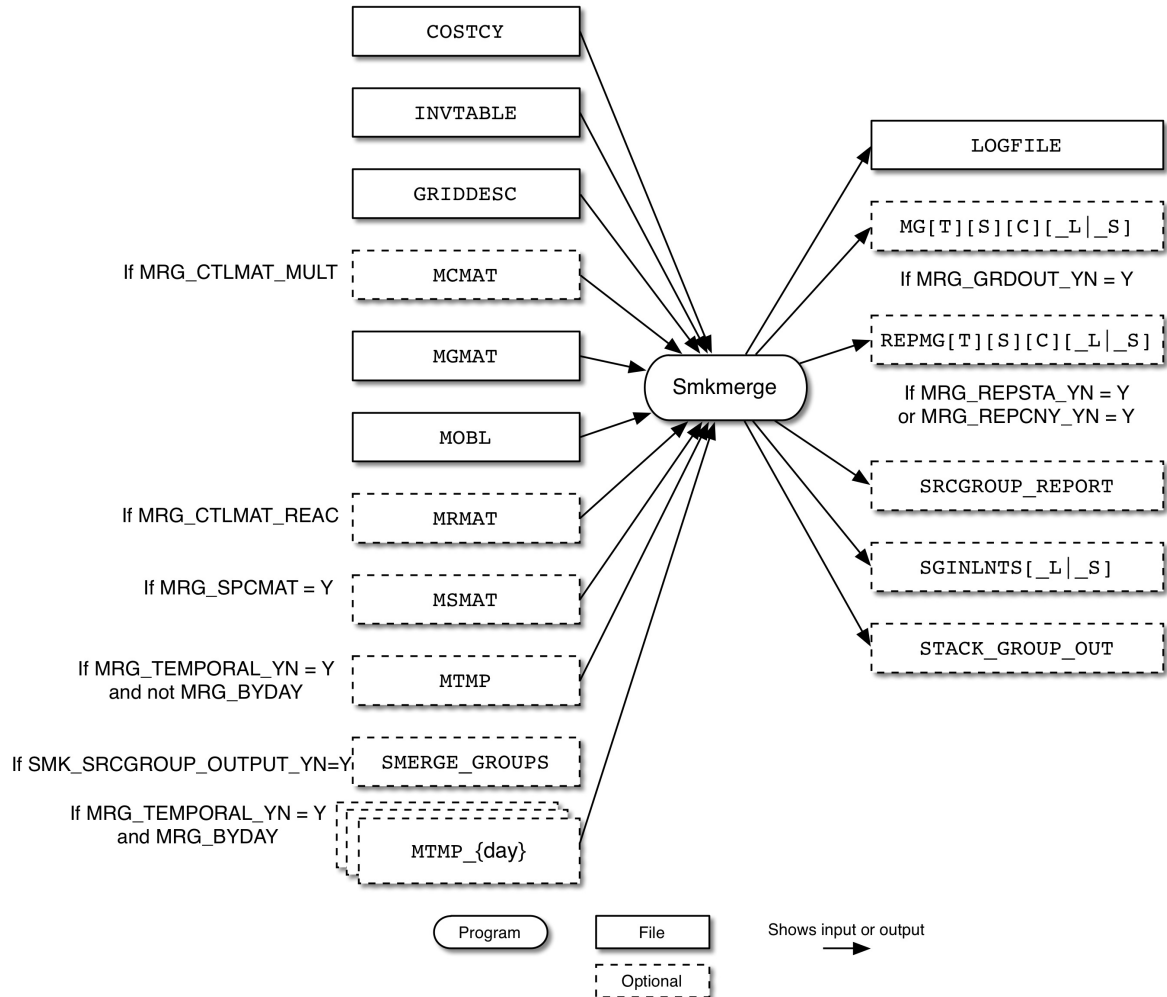 COSTCY
INVTABLE
GRIDDESC
If MRG_CTLMAT_MULT
MCMAT
MGMAT
MOBL
If MRG_CTLMAT_REAC
MRMAT
If MRG_SPCMAT = Y
MSMAT
If MRG_TEMPORAL_YN = Y
and not MRG_BYDAY
MTMP
If SMK_SRCGROUP_OUTPUT_YN=Y
SMERGE_GROUPS
If MRG_TEMPORAL_YN = Y
and MRG_BYDAY
MTMP_{day}
Smkmerge
LOGFILE
MG[T][S][C][_L|_S]
If MRG_GRDOUT_YN = Y
REPMG[T][S][C][_L|_S]
If MRG_REPSTA_YN = Y
or MRG_REPCNY_YN = Y
SRCGROUP_REPORT
SGINLNTS[_L|_S]
STACK_GROUP_OUT
Program
File
Shows input or output
Optional